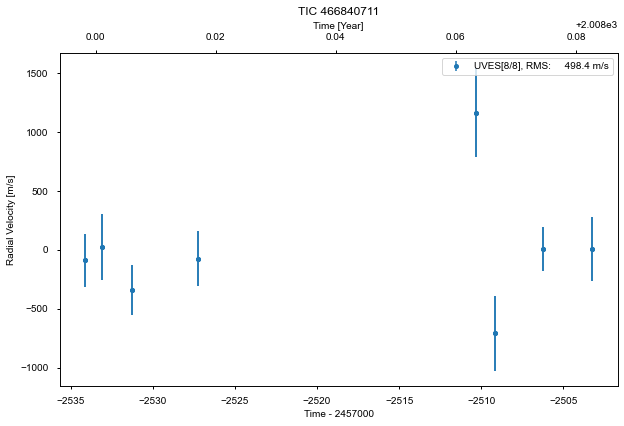 TIC 466840711
Time [Year]
+2.008e3
0.00 0.02 0.04 0.06 0.08
UVES[8/8], RMS: 498.4 m/s
1500
1000
500
0
−500
−1000
Radial Velocity [m/s]
−2535 −2530 −2525 −2520 −2515 −2510 −2505
Time - 2457000